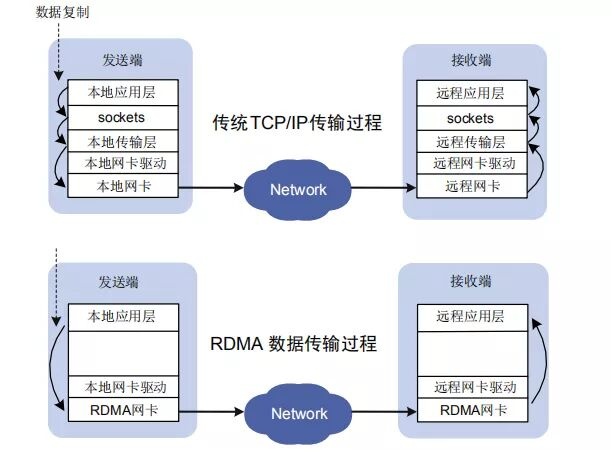 数据复制
发送端
接收端
本地应用层
sockets
本地传输层
本地网卡驱动
本地网卡
传统TCP/IP传输过程
Network
远程应用层
sockets
远程传输层
远程网卡驱动
远程网卡
发送端
接收端
本地应用层
本地网卡驱动
RDMA网卡
RDMA 数据传输过程
Network
远程应用层
远程网卡驱动
RDMA网卡